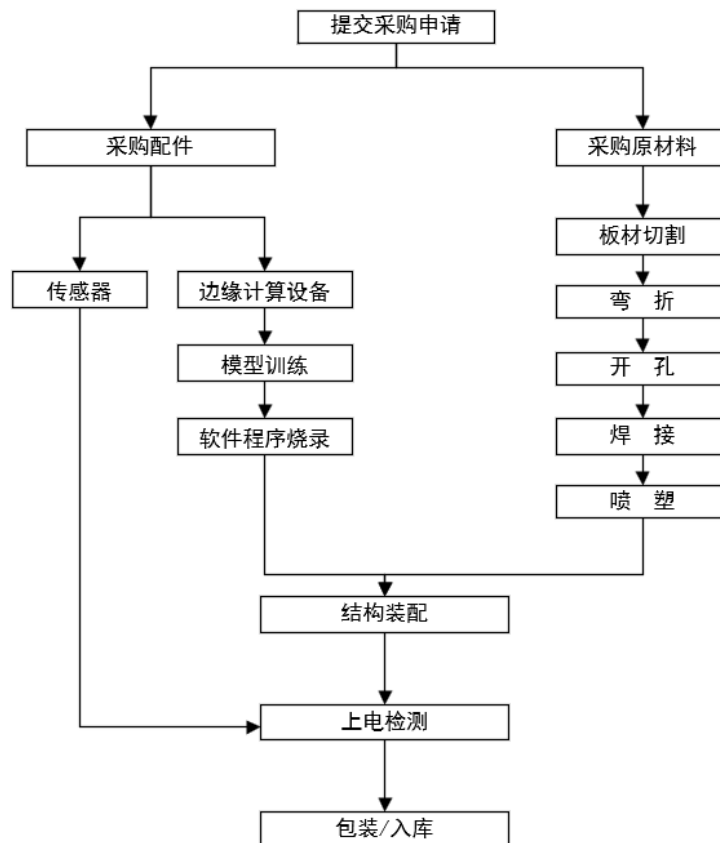 提交采购申请
采购配件
采购原材料
板材切割
传感器
边缘计算设备
弯 折
模型训练
开 孔
软件程序烧录
焊 接
喷 塑
结构装配
上电检测
包装/入库